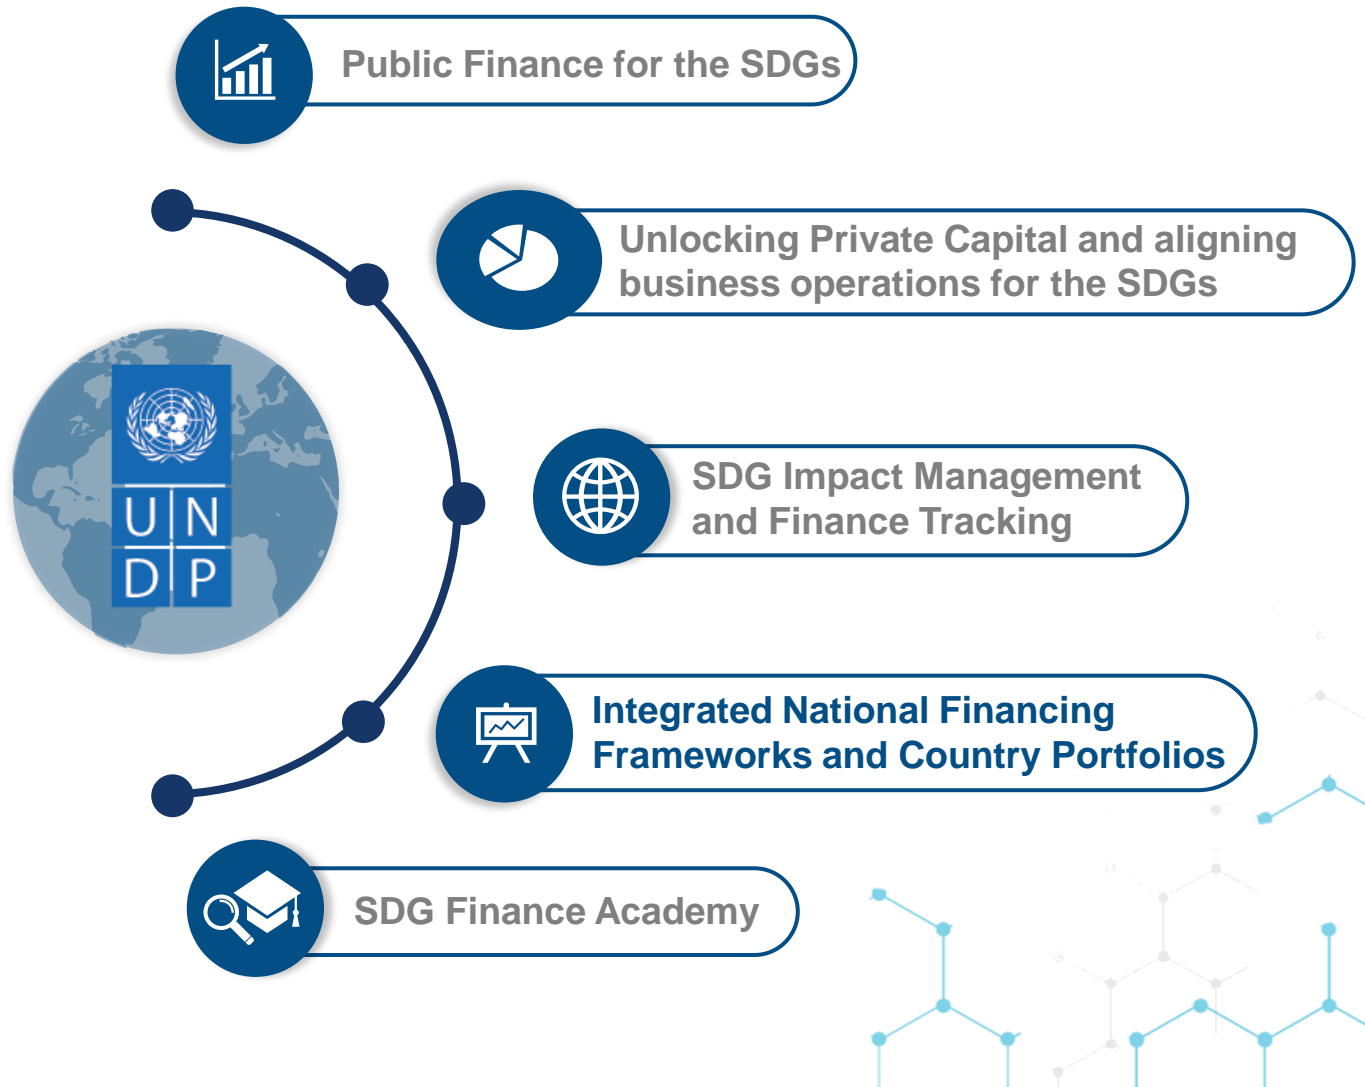 Public Finance for the SDGs
Unlocking Private Capital and aligning
business operations for the SDGs
U N
D P
SDG Impact Management
and Finance Tracking
Integrated National Financing
Frameworks and Country Portfolios
SDG Finance Academy